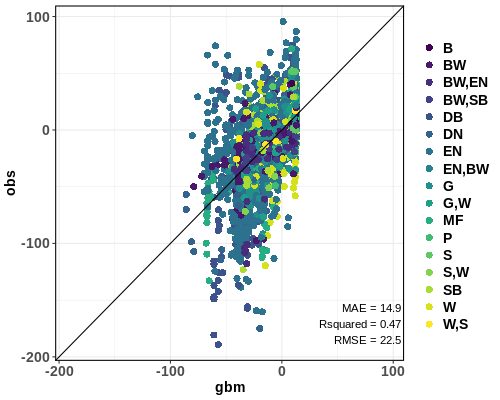 obs
0
-100
-200
-200
-100
0
100
gbm
MAE = 14.9
Rsquared = 0.47
RMSE = 22.5
B
BW
BW,EN
BW,SB
DB
DN
EN
EN,BW
G
G,W
MF
P
S
S,W
SB
W
W,S